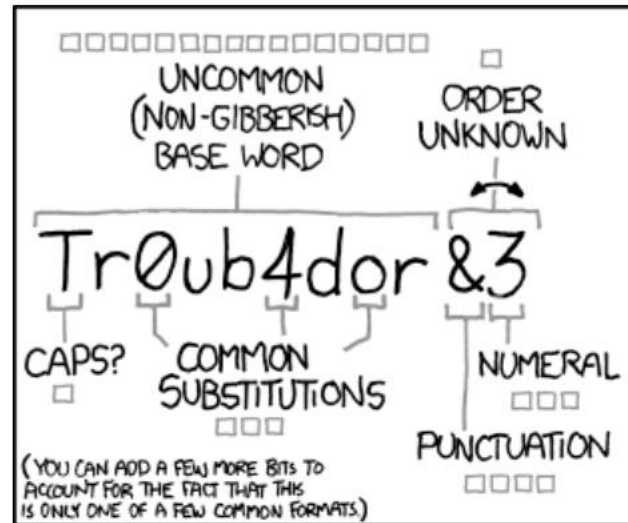 UNCOMMON
(NON-GIBBERISH)
BASE WORD
ORDER
UNKNOWN
Tr0ub4dor &3
CAPS?
COMMON
SUBSTITUTIONS
NUMERAL
PUNCTUATION
(YOU CAN ADD A FEW MORE BITS TO
ACCOUNT FOR THE FACT THAT THIS
IS ONLY ONE OF A FEW COMMON FORMATS.)